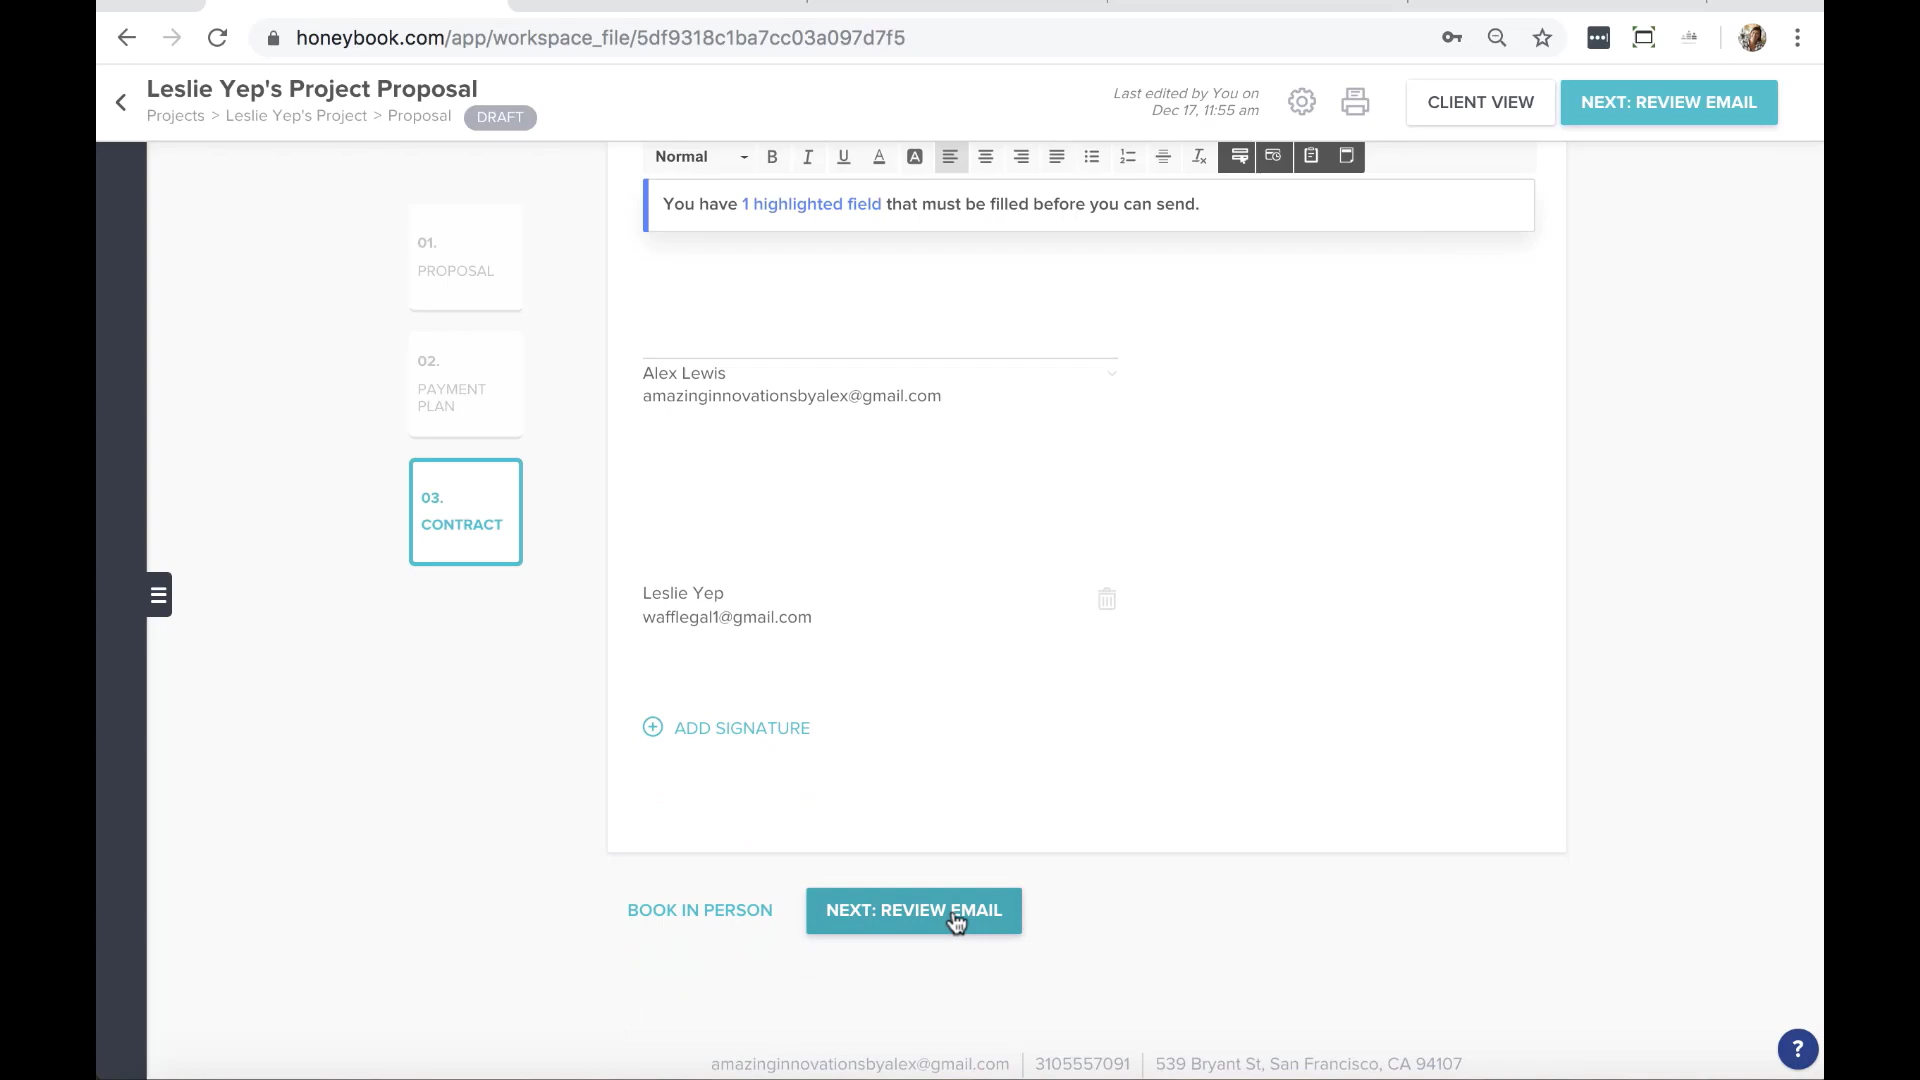 honeybook.com/app/workspace_file/5df9318c1ba7cc03a097d7f5
Leslie Yep's Project Proposal
Projects > Leslie Yep's Project > Proposal
DRAFT
Last edited by You on
Dec 17, 11:55 am
CLIENT VIEW
NEXT: REVIEW EMAIL
Normal
You have 1 highlighted field that must be filled before you can send.
01.
PROPOSAL
02.
PAYMENT
PLAN
03.
CONTRACT
Alex Lewis
amazinginnovationsbyalex@gmail.com
Leslie Yep
wafflegal1@gmail.com
ADD SIGNATURE
BOOK IN PERSON
NEXT: REVIEW EMAIL
amazinginnovationsbyalex@gmail.com | 3105557091 | 539 Bryant St, San Francisco, CA 94107
?